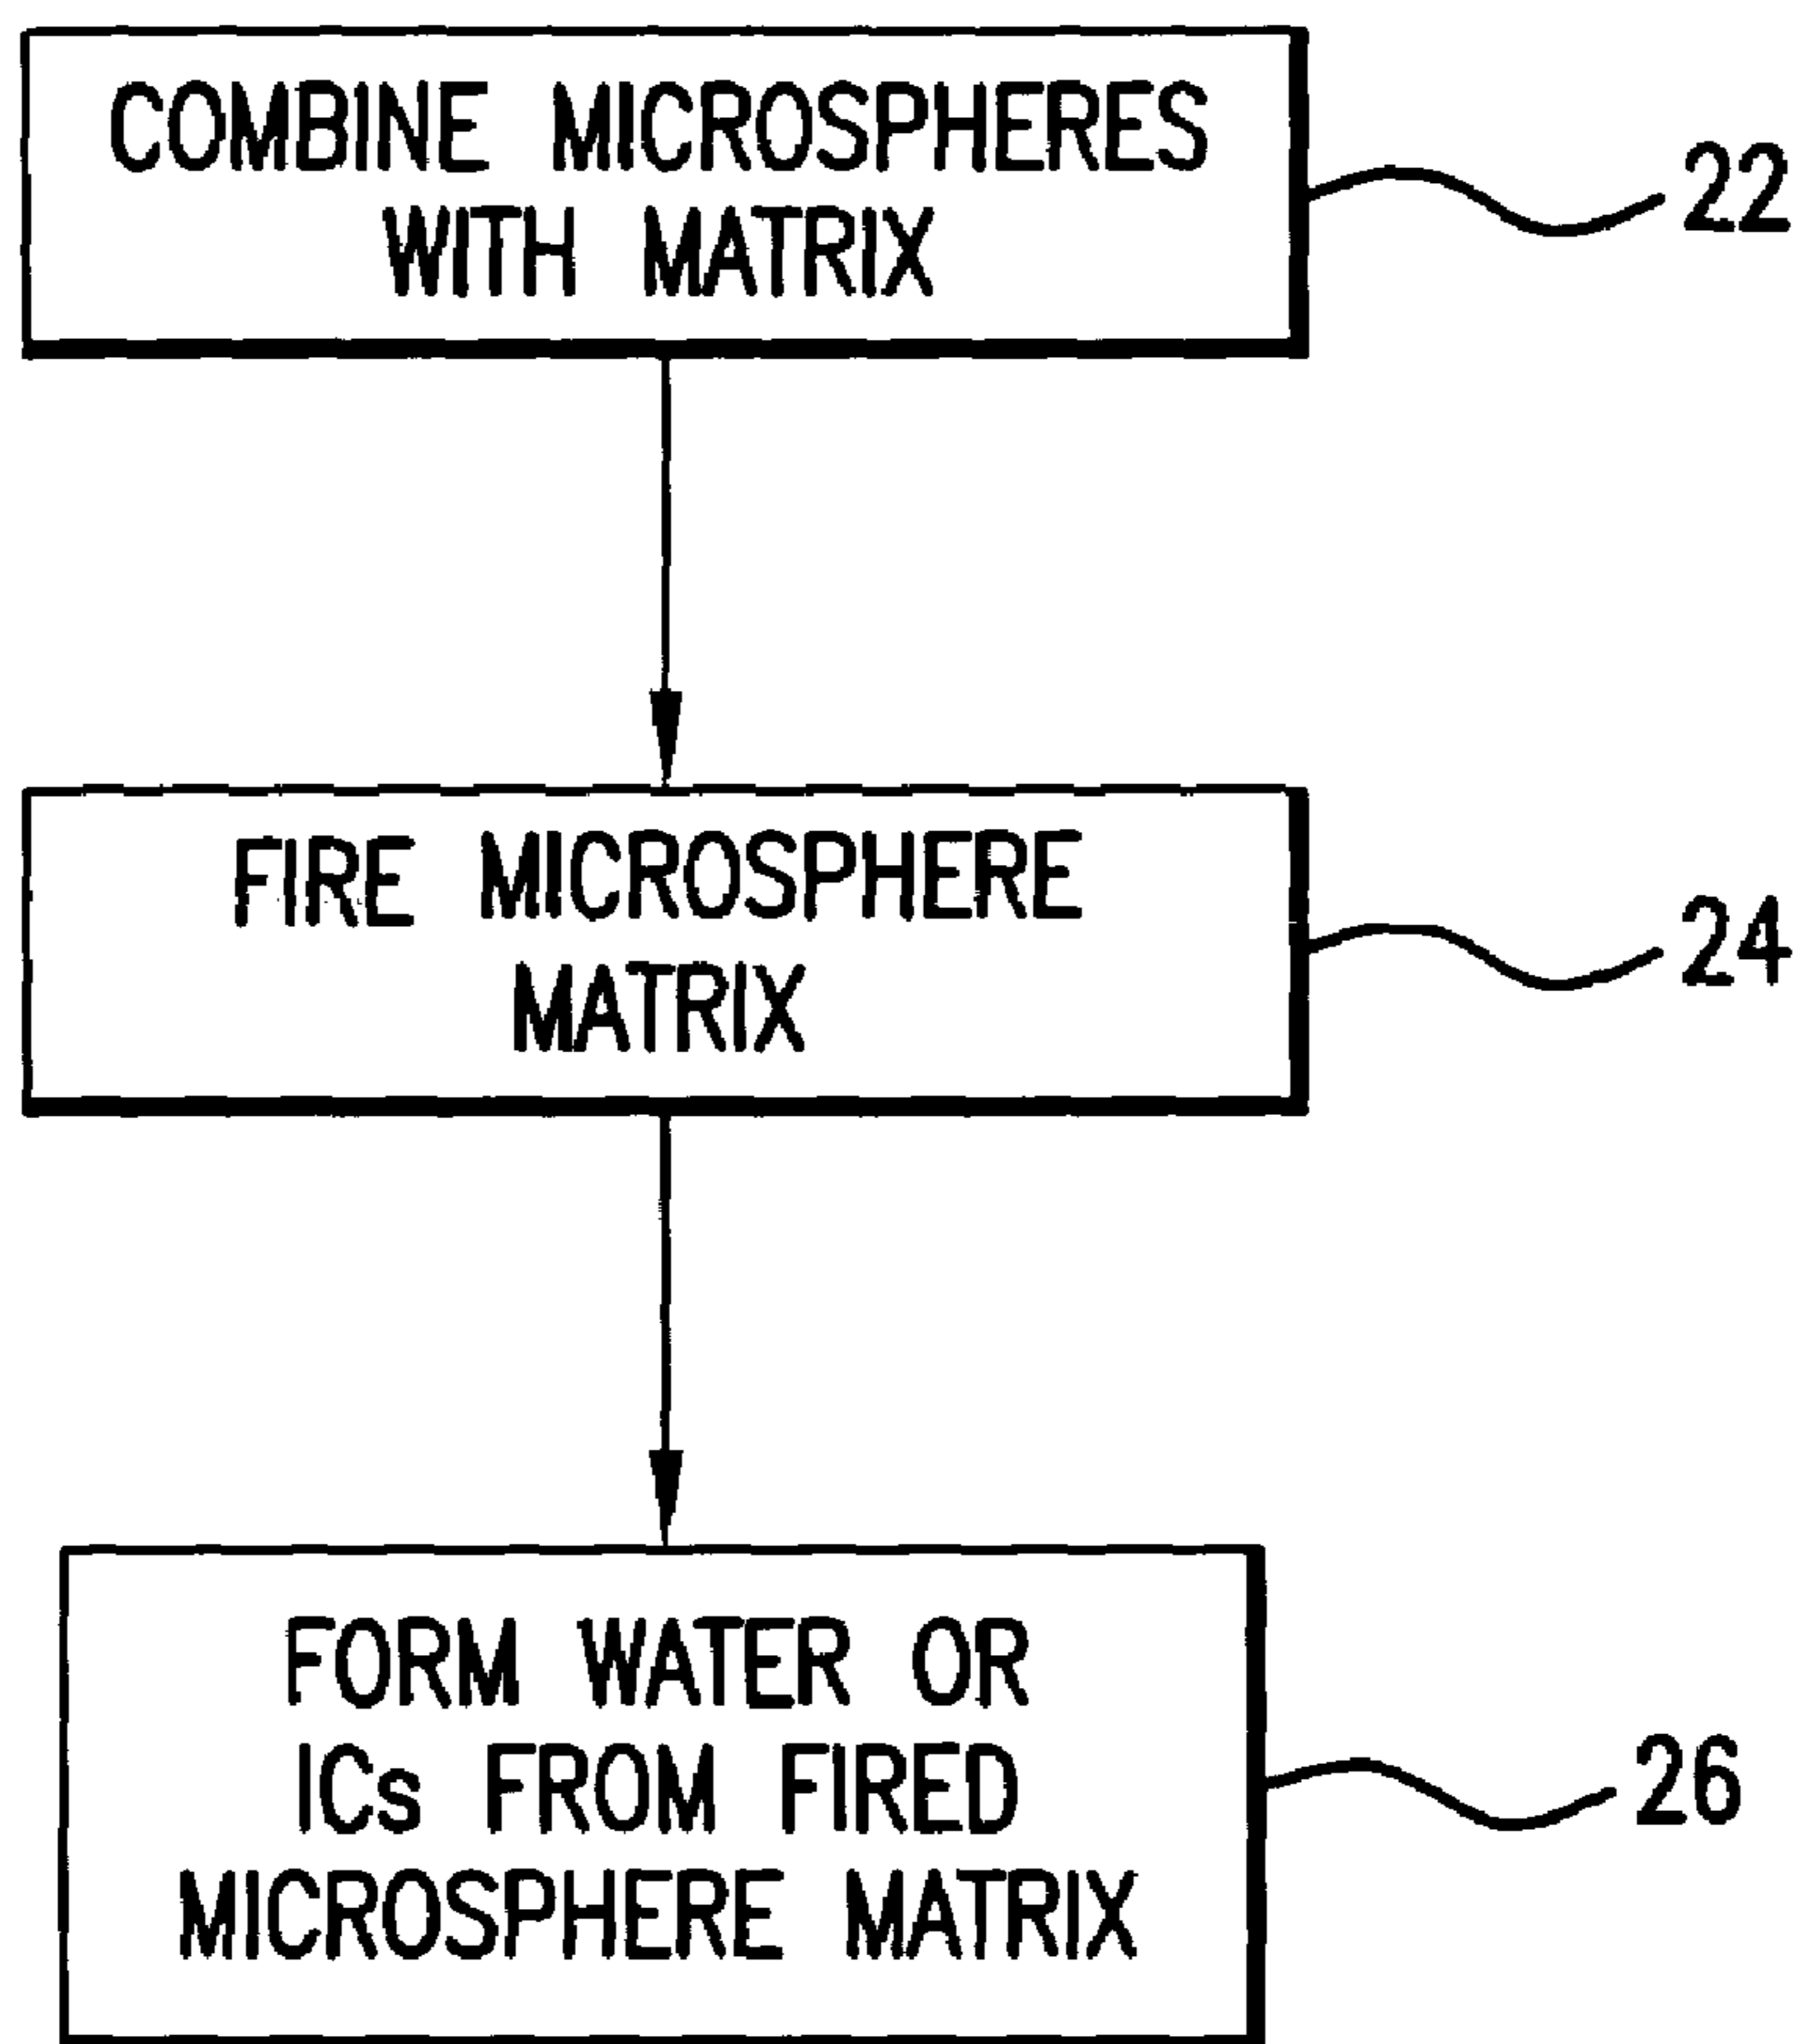 COMBINE MICROSPHERES
WITH MATRIX
22
FIRE MICROSPHERE
MATRIX
24
FORM WATER OR
ICs FROM FIRED
MICROSPHERE MATRIX
26